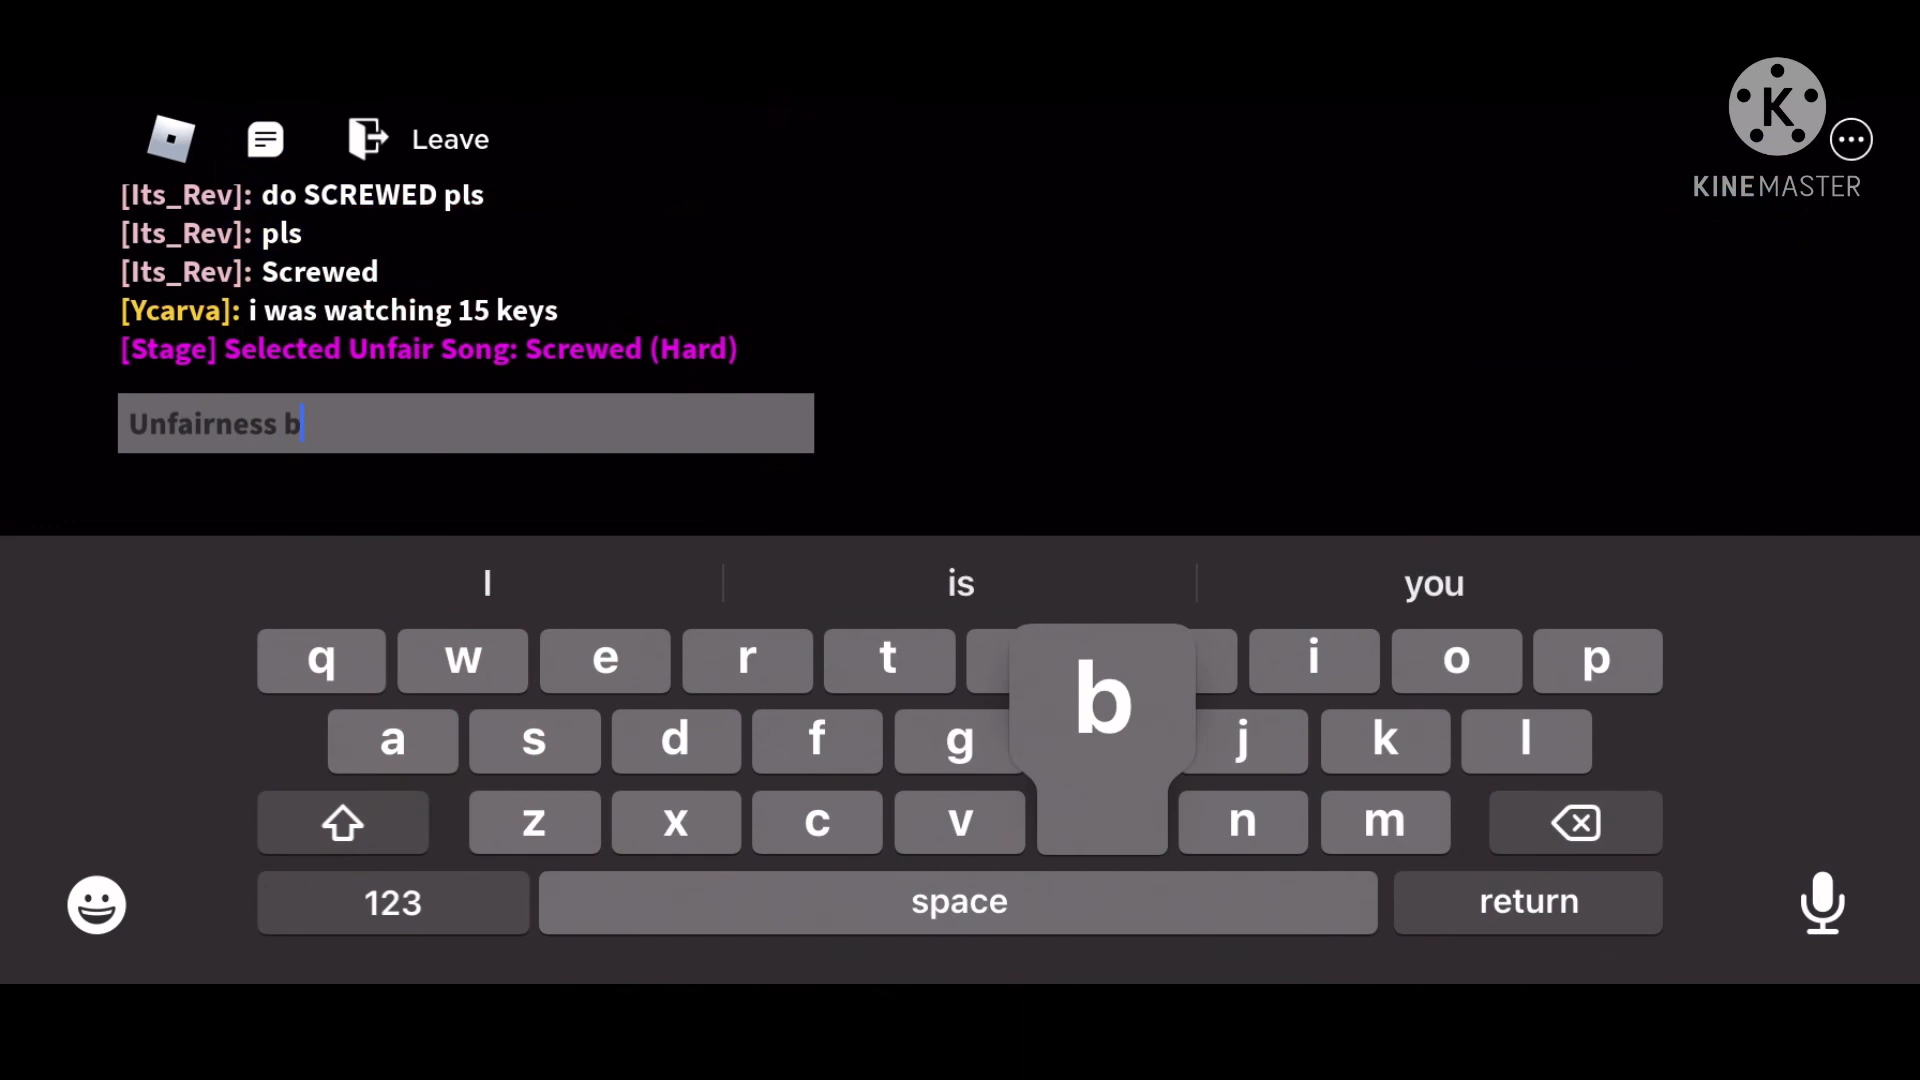 Leave
K
KINEMASTER
[Its_Rev]: do SCREWED pls
[Its_Rev]: pls
[Its_Rev]: Screwed
[Ycarva]: i was watching 15 keys
[Stage] Selected Unfair Song: Screwed (Hard)
Unfairness b
I is you
q w e r t i o p
b
a s d f g j k l
z x c v n m
123 space return